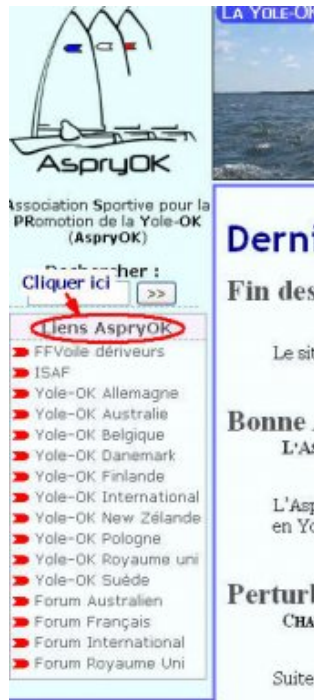 LA YOLE-OK
AspryOK
Association Sportive pour la
PRomotion de la Yole-OK
(AspryOK)
Rechercher :
Cliquer ici
>>
Liens AspryOK
FFVoile dériveurs
ISAF
Yole-OK Allemagne
Yole-OK Australie
Yole-OK Belgique
Yole-OK Danemark
Yole-OK Finlande
Yole-OK International
Yole-OK New Zélande
Yole-OK Pologne
Yole-OK Royaume uni
Yole-OK Suéde
Forum Australien
Forum Français
Forum International
Forum Royaume Uni
Derni
Fin des
Le sit
Bonne
L'As
L'Asp
en Yo
Perturb
CHA
Suite